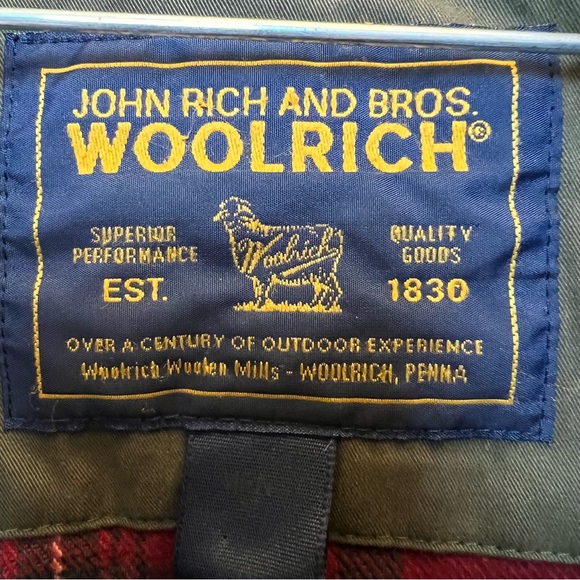 JOHN RICH AND BROS.
WOOLRICH®
SUPERIOR
PERFORMANCE
EST.
Woolrich
QUALITY
GOODS
1830
OVER A CENTURY OF OUTDOOR EXPERIENCE
Woolrich Woolen Mills - WOOLRICH, PENNA